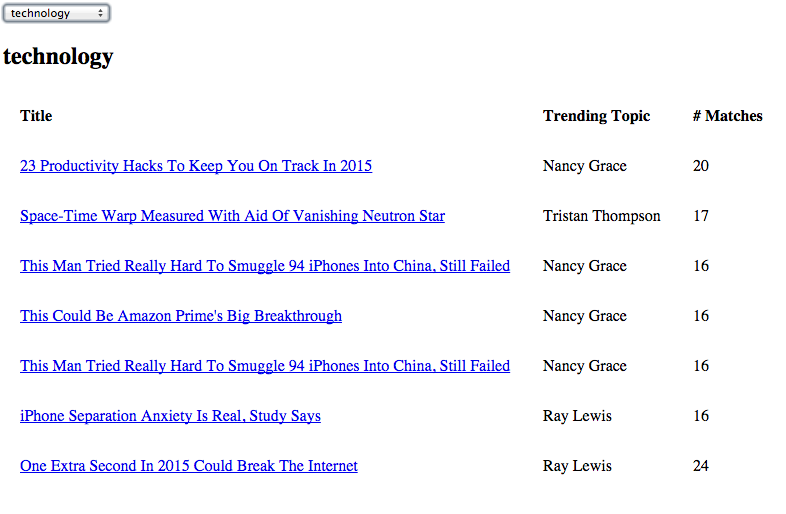 technology
technology
Title Trending Topic # Matches
23 Productivity Hacks To Keep You On Track In 2015 Nancy Grace 20
Space-Time Warp Measured With Aid Of Vanishing Neutron Star Tristan Thompson 17
This Man Tried Really Hard To Smuggle 94 iPhones Into China, Still Failed Nancy Grace 16
This Could Be Amazon Prime's Big Breakthrough Nancy Grace 16
This Man Tried Really Hard To Smuggle 94 iPhones Into China, Still Failed Nancy Grace 16
iPhone Separation Anxiety Is Real, Study Says Ray Lewis 16
One Extra Second In 2015 Could Break The Internet Ray Lewis 24